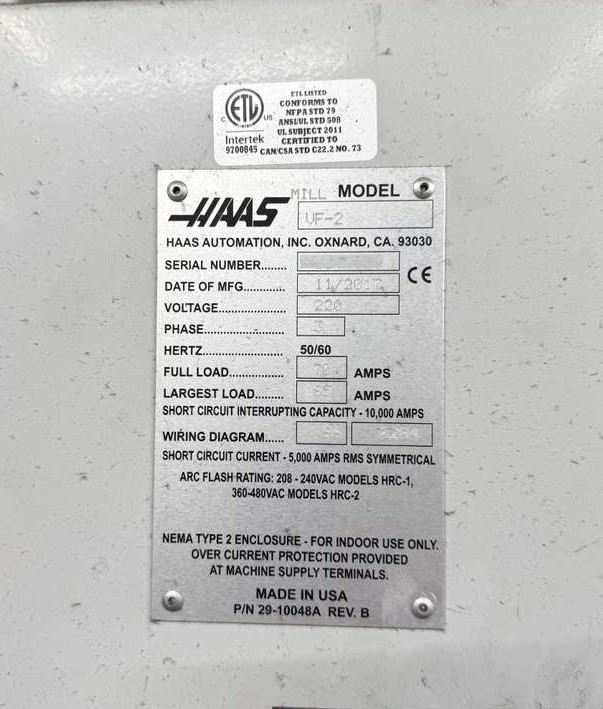 ETL LISTED
CONFORMS TO
NFPA STD 79
ANSI/UL STD 508
UL SUBJECT 2011
CERTIFIED TO
CAN/CSA STD C22.2 NO. 73
C ETL US
Intertek
9700845
HAAS
MILL MODEL
VF-2
HAAS AUTOMATION, INC. OXNARD, CA. 93030
SERIAL NUMBER........
CE
DATE OF MFG............. 11/2017
VOLTAGE..................... 220
PHASE........................ 3
HERTZ......................... 50/60
FULL LOAD.................. AMPS
LARGEST LOAD........... AMPS
SHORT CIRCUIT INTERRUPTING CAPACITY - 10,000 AMPS
WIRING DIAGRAM......
SHORT CIRCUIT CURRENT - 5,000 AMPS RMS SYMMETRICAL
ARC FLASH RATING: 208 - 240VAC MODELS HRC-1,
360-480VAC MODELS HRC-2
NEMA TYPE 2 ENCLOSURE - FOR INDOOR USE ONLY.
OVER CURRENT PROTECTION PROVIDED
AT MACHINE SUPPLY TERMINALS.
MADE IN USA
P/N 29-10048A REV. B